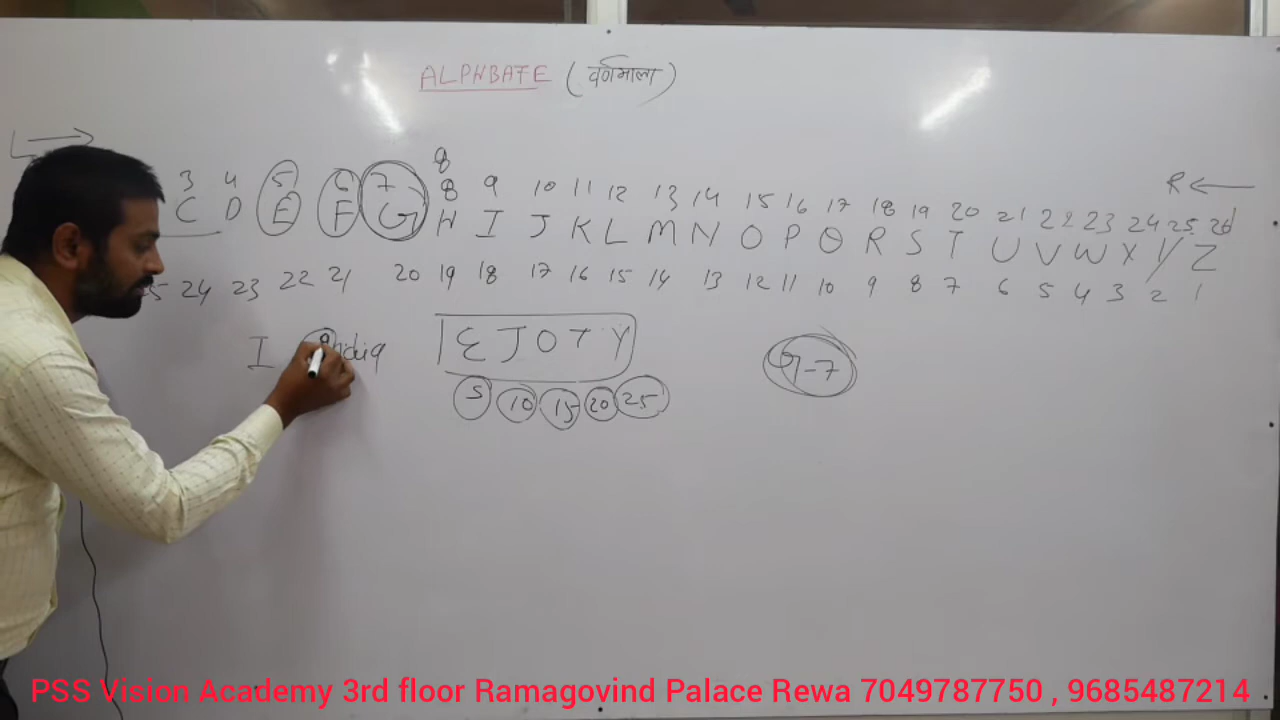 ALPHBATE (वर्णमाला)
L →
8
3 4 5 6 7 8 9 10 11 12 13 14 15 16 17 18 19 20 21 22 23 24 25 26
R ←
C D E F G H I J K L M N O P Q R S T U V W X Y Z
24 23 22 21 20 19 18 17 16 15 14 13 12 11 10 9 8 7 6 5 4 3 2 1
I EJOTY G-7
5 10 15 20 25
PSS Vision Academy 3rd floor Ramagovind Palace Rewa 7049787750 , 9685487214